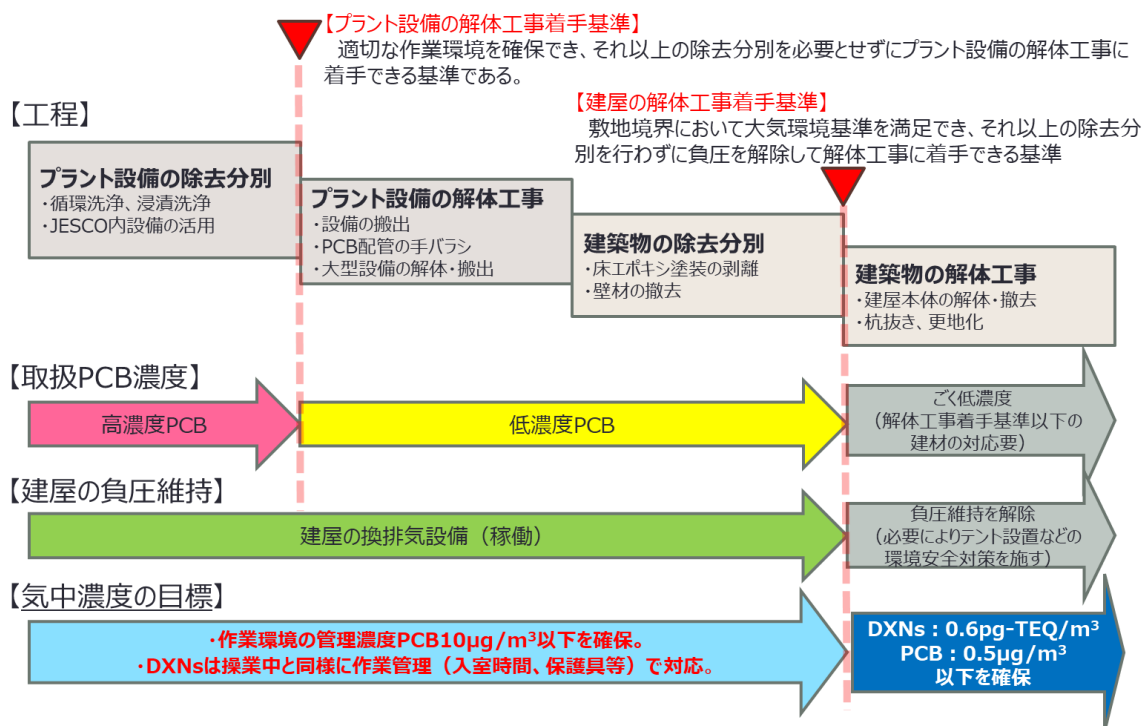 【プラント設備の解体工事着手基準】
適切な作業環境を確保でき、それ以上の除去分別を必要とせずにプラント設備の解体工事に
着手できる基準である。
【建屋の解体工事着手基準】
敷地境界において大気環境基準を満足でき、それ以上の除去分
別を行わずに負圧を解除して解体工事に着手できる基準
【工程】
プラント設備の除去分別
・循環洗浄、浸漬洗浄
・JESCO内設備の活用
プラント設備の解体工事
・設備の搬出
・PCB配管の手バラシ
・大型設備の解体・搬出
建築物の除去分別
・床エポキシ塗装の剥離
・壁材の撤去
建築物の解体工事
・建屋本体の解体・撤去
・杭抜き、更地化
【取扱PCB濃度】
高濃度PCB
低濃度PCB
ごく低濃度
（解体工事着手基準以下の
建材の対応要）
【建屋の負圧維持】
建屋の換排気設備（稼働）
負圧維持を解除
（必要によりテント設置などの
環境安全対策を施す）
【気中濃度の目標】
・作業環境の管理濃度PCB10μg/m³以下を確保。
・DXNsは操業中と同様に作業管理（入室時間、保護具等）で対応。
DXNs：0.6pg-TEQ/m³
PCB：0.5μg/m³
以下を確保